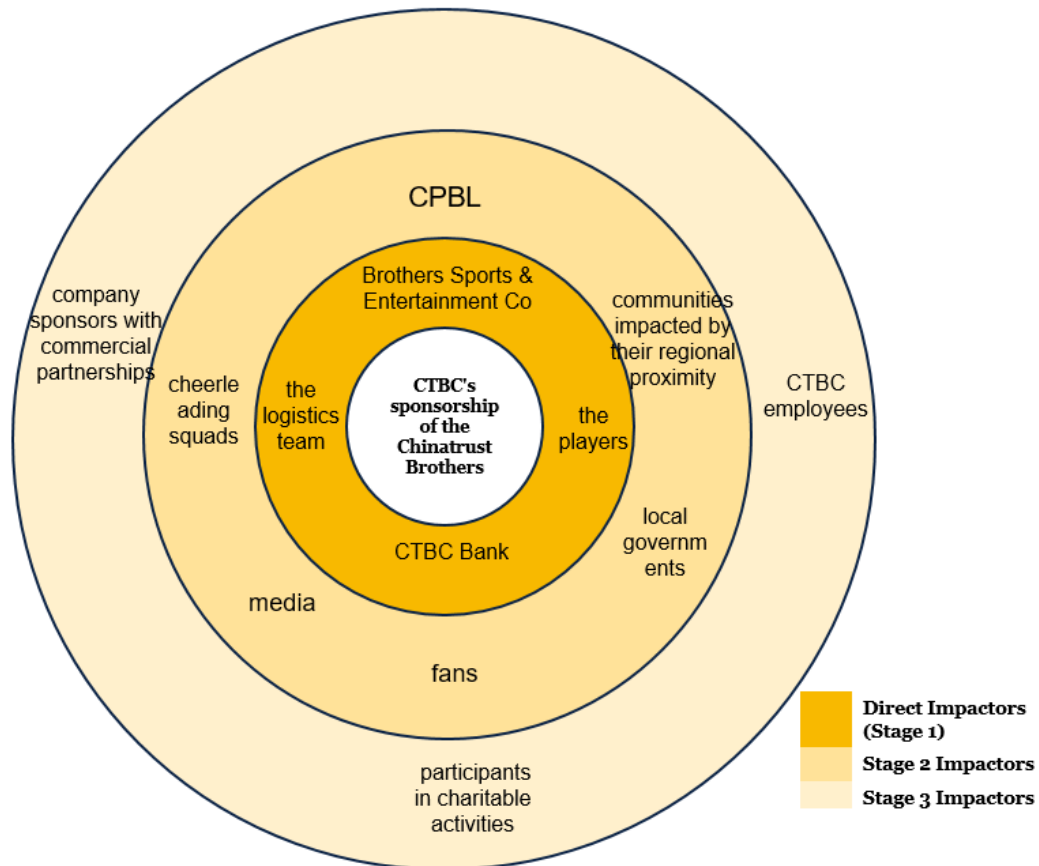 CPBL
Brothers Sports &
Entertainment Co
company
sponsors with
commercial
partnerships
communities
impacted by
their regional
proximity
cheerle
ading
squads
the
logistics
team
CTBC's
sponsorship
of the
Chinatrust
Brothers
the
players
CTBC
employees
CTBC Bank
local
governm
ents
media
fans
participants
in charitable
activities
Direct Impactors
(Stage 1)
Stage 2 Impactors
Stage 3 Impactors